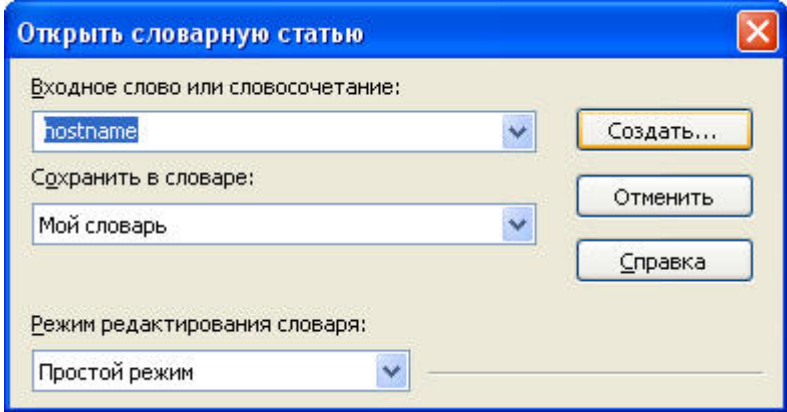 Открыть словарную статью
Входное слово или словосочетание:
hostname
Создать...
Сохранить в словаре:
Отменить
Мой словарь
Справка
Режим редактирования словаря:
Простой режим